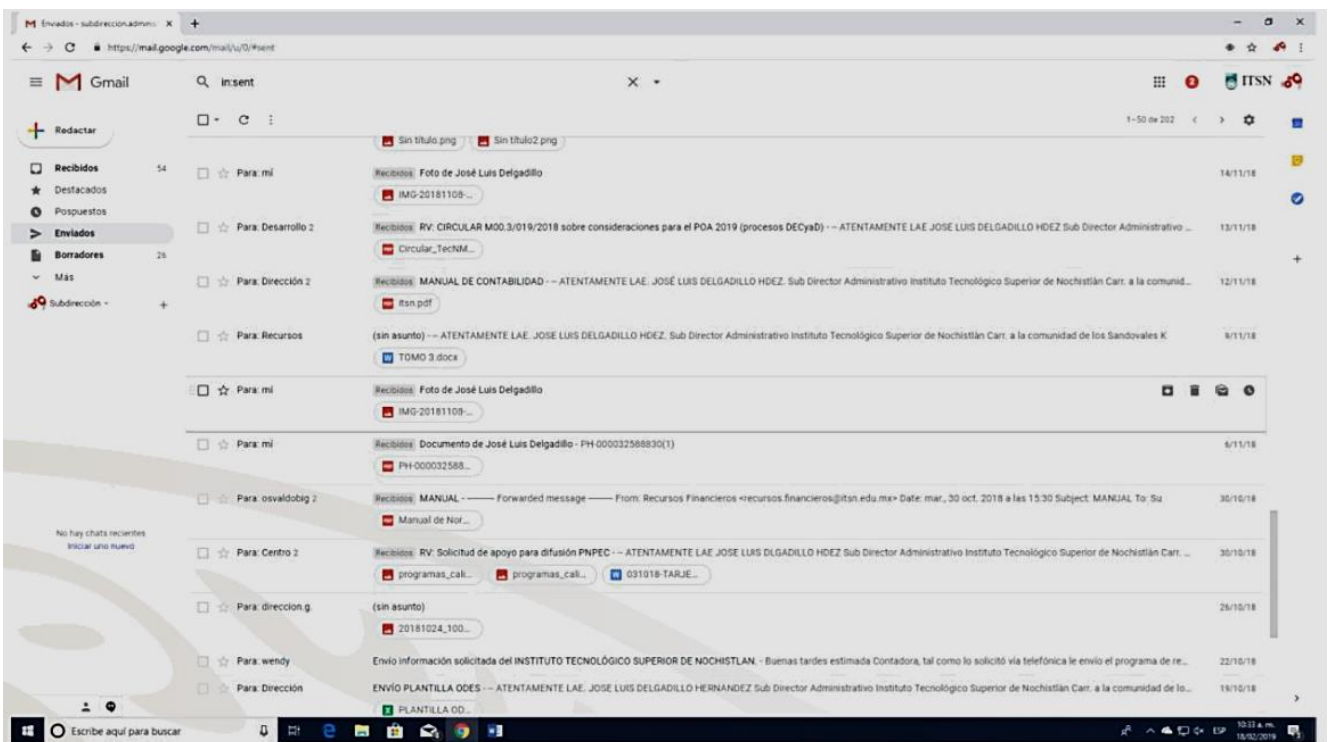 Enviados - subdireccion.adminis
https://mail.google.com/mail/u/0/#sent
Gmail
in:sent
2
ITSN
Redactar
1-50 de 202
Sin título.png
Sin título2.png
Recibidos 54
Destacados
Pospuestos
Enviados
Borradores 26
Más
Subdirección
Para: mí
Recibidos Foto de José Luis Delgadillo
14/11/18
IMG-20181108-...
Para: Desarrollo 2
Recibidos RV: CIRCULAR M00.3/019/2018 sobre consideraciones para el POA 2019 (procesos DECyaD) - -- ATENTAMENTE LAE JOSE LUIS DELGADILLO HDEZ Sub Director Administrativo ...
13/11/18
Circular_TecNM...
Para: Dirección 2
Recibidos MANUAL DE CONTABILIDAD - -- ATENTAMENTE LAE. JOSÉ LUIS DELGADILLO HDEZ. Sub Director Administrativo Instituto Tecnológico Superior de Nochistlán Carr. a la comunid...
12/11/18
itsn.pdf
Para: Recursos
(sin asunto) - -- ATENTAMENTE LAE. JOSE LUIS DELGADILLO HDEZ. Sub Director Administrativo Instituto Tecnológico Superior de Nochistlán Carr. a la comunidad de los Sandovales K
9/11/18
TOMO 3.docx
Para: mí
Recibidos Foto de José Luis Delgadillo
IMG-20181108-...
Para: mí
Recibidos Documento de José Luis Delgadillo - PH-000032588830(1)
6/11/18
PH-000032588...
Para: osvaldobig 2
Recibidos MANUAL - ------- Forwarded message ------- From: Recursos Financieros <recursos.financieros@itsn.edu.mx> Date: mar., 30 oct. 2018 a las 15:30 Subject: MANUAL To: Su
30/10/18
Manual de Nor...
Para: Centro 2
Recibidos RV: Solicitud de apoyo para difusión PNPEC - -- ATENTAMENTE LAE JOSE LUIS DLGADILLO HDEZ Sub Director Administrativo Instituto Tecnológico Superior de Nochistlán Carr. ...
30/10/18
programas_cali...
programas_cali...
031018-TARJE...
Para: direccion.g.
(sin asunto)
26/10/18
20181024_100...
Para: wendy
Envío información solicitada del INSTITUTO TECNOLÓGICO SUPERIOR DE NOCHISTLAN. - Buenas tardes estimada Contadora, tal como lo solicitó vía telefónica le envío el programa de re...
22/10/18
Para: Dirección
ENVÍO PLANTILLA ODES - -- ATENTAMENTE LAE. JOSE LUIS DELGADILLO HERNANDEZ Sub Director Administrativo Instituto Tecnológico Superior de Nochistlán Carr. a la comunidad de lo...
19/10/18
PLANTILLA OD...
No hay chats recientes
Iniciar uno nuevo
Escribe aquí para buscar
ESP
10:33 a.m.
18/02/2019